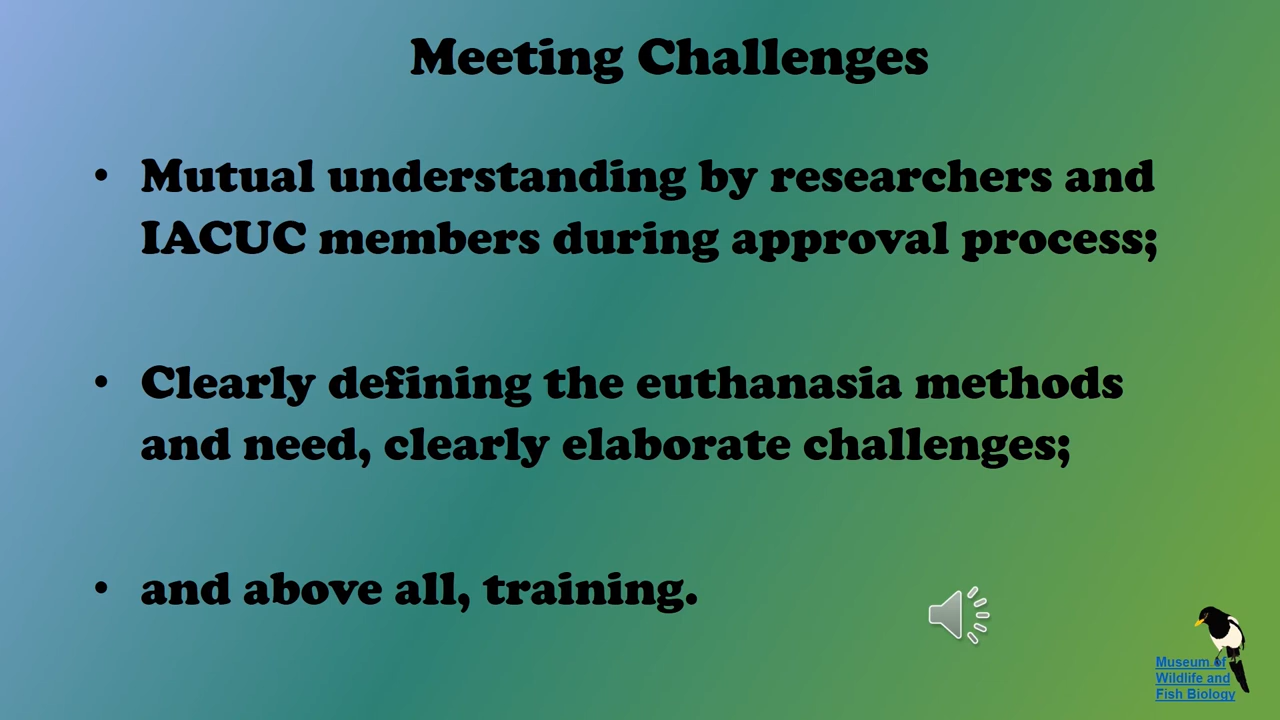 Meeting Challenges
• Mutual understanding by researchers and
IACUC members during approval process;
• Clearly defining the euthanasia methods
and need, clearly elaborate challenges;
• and above all, training.
Museum of
Wildlife and
Fish Biology